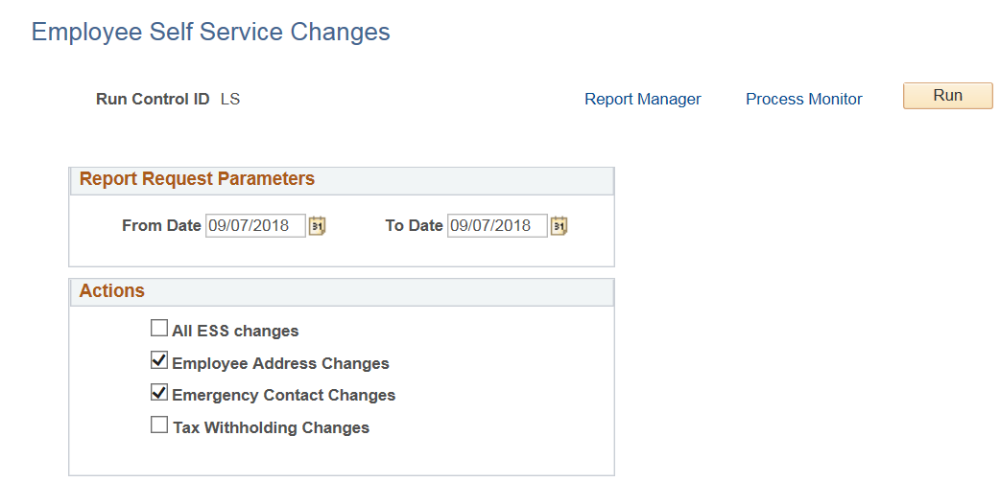 Employee Self Service Changes
Run Control ID LS Report Manager Process Monitor Run
Report Request Parameters
From Date 09/07/2018 31 To Date 09/07/2018 31
Actions
All ESS changes
Employee Address Changes
Emergency Contact Changes
Tax Withholding Changes